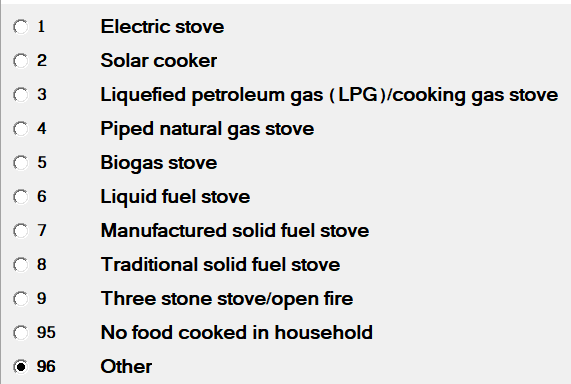 1 Electric stove
2 Solar cooker
3 Liquefied petroleum gas (LPG)/cooking gas stove
4 Piped natural gas stove
5 Biogas stove
6 Liquid fuel stove
7 Manufactured solid fuel stove
8 Traditional solid fuel stove
9 Three stone stove/open fire
95 No food cooked in household
96 Other